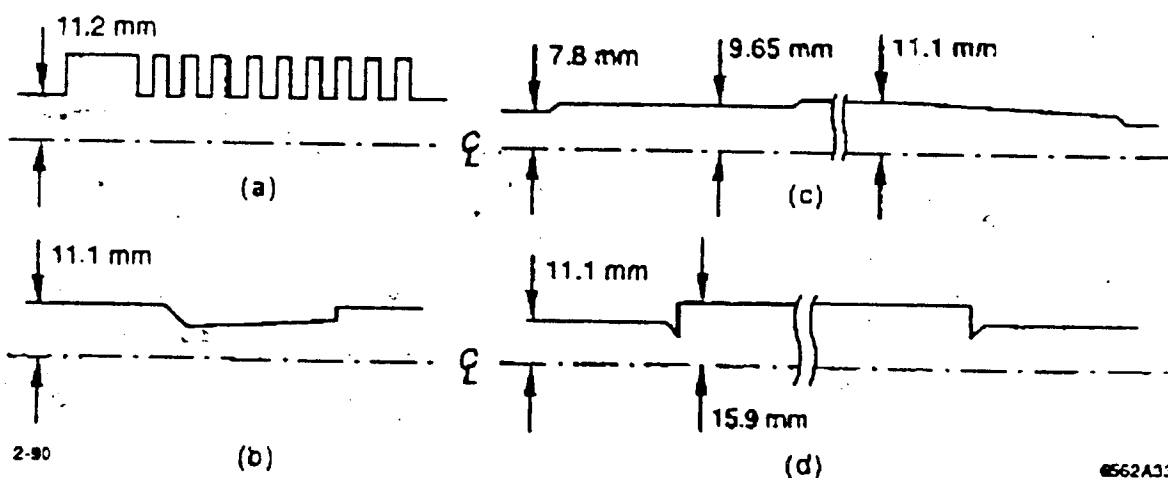 11.2 mm
(a)
7.8 mm
9.65 mm
11.1 mm
℄
(c)
11.1 mm
(b)
11.1 mm
15.9 mm
℄
(d)
2-90
6562A33